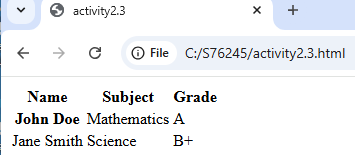 activity2.3
File C:/S76245/activity2.3.html
Name Subject Grade
John Doe Mathematics A
Jane Smith Science B+